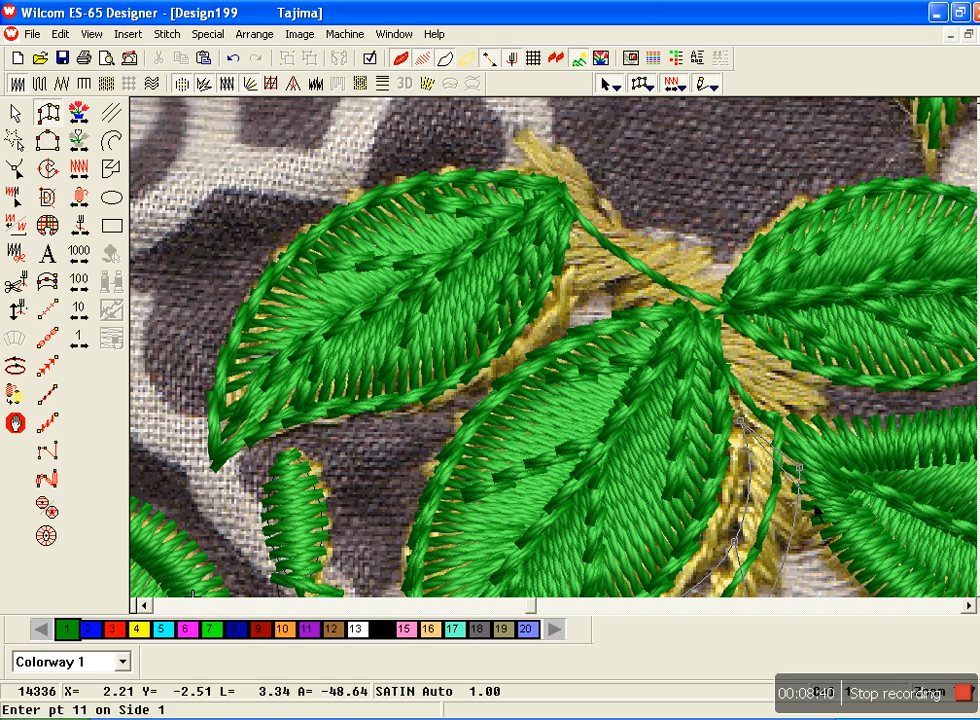 Wilcom ES-65 Designer - [Design199 Tajima]
File Edit View Insert Stitch Special Arrange Image Machine Window Help
3D
A 1000
100
10
1
1 2 3 4 5 6 7 8 9 10 11 12 13 15 16 17 18 19 20
Colorway 1
14336 X= 2.21 Y= -2.51 L= 3.34 A= -48.64 SATIN Auto 1.00
00:08:40 Stop recording
Enter pt 11 on Side 1